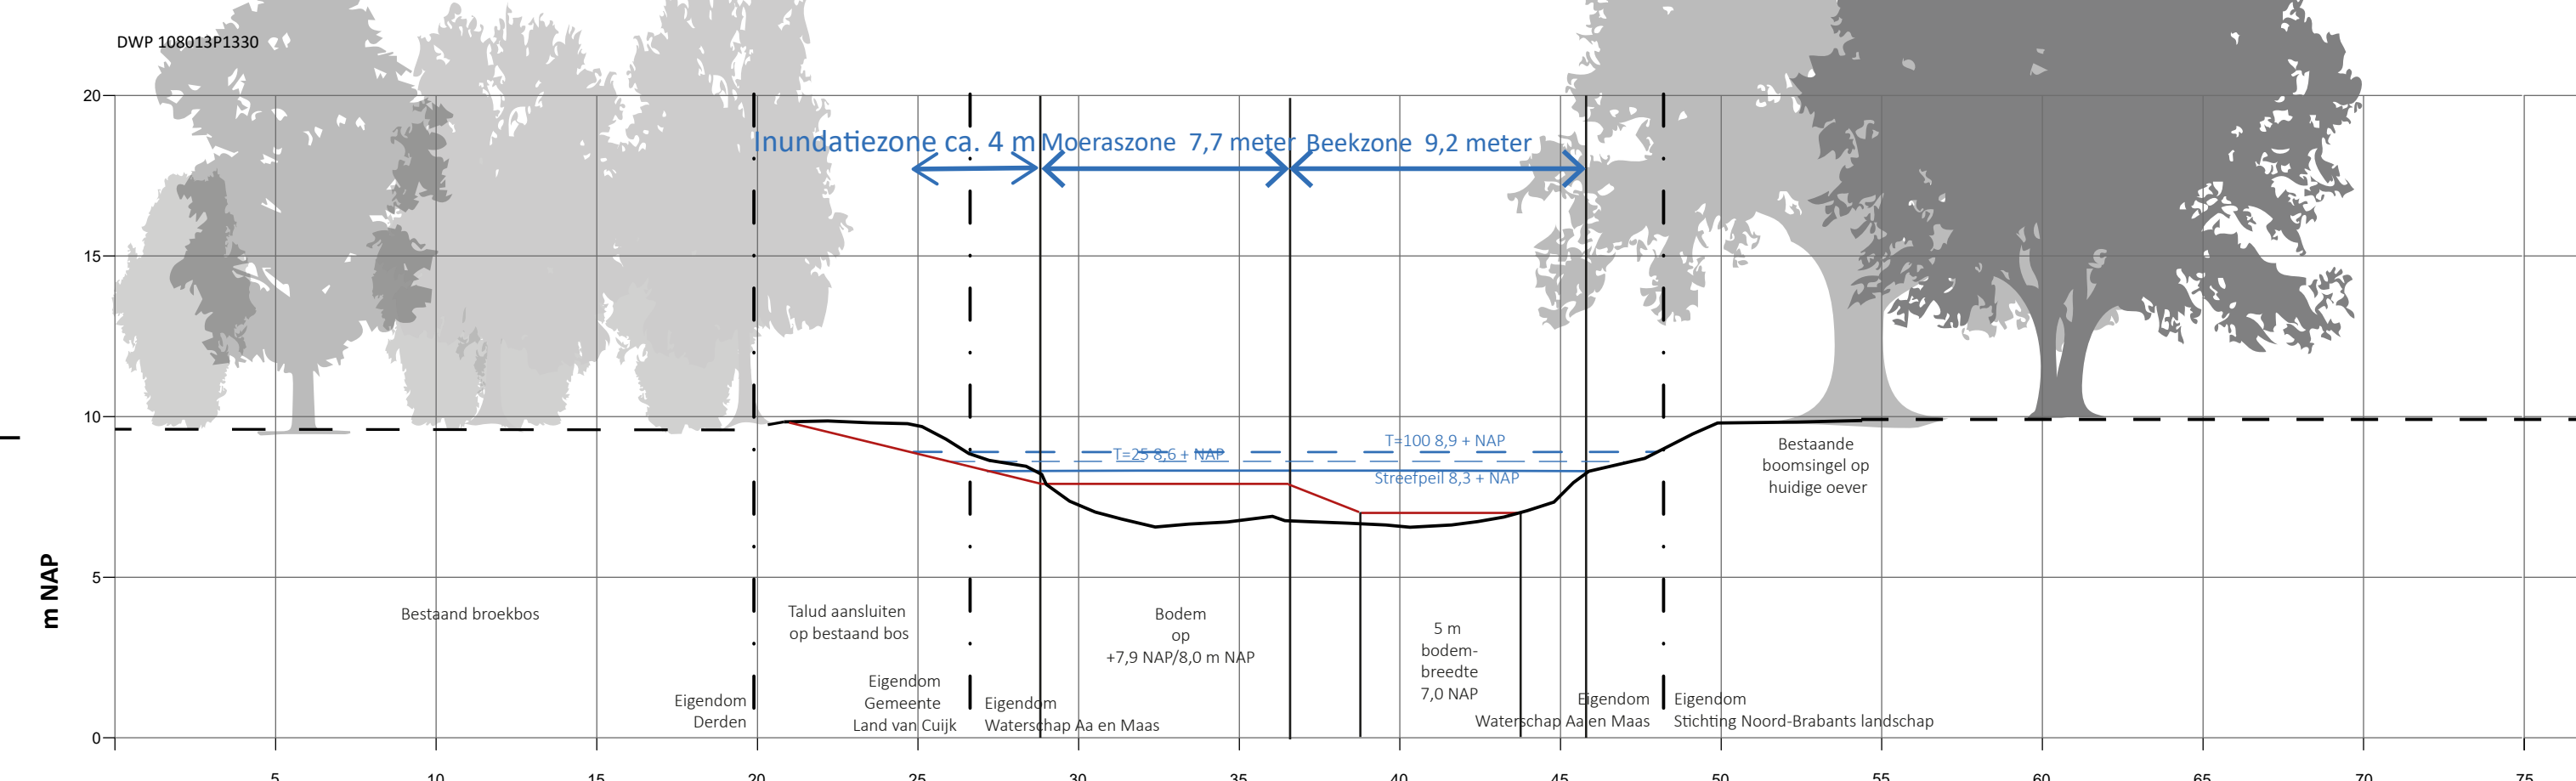 DWP 108013P1330
20
15
10
5
0
m NAP
Inundatiezone ca. 4 m
Moeraszone 7,7 meter
Beekzone 9,2 meter
T=100 8,9 + NAP
T=25 8,6 + NAP
Streefpeil 8,3 + NAP
Bestaande
boomsingel op
huidige oever
Bestaand broekbos
Talud aansluiten
op bestaand bos
Bodem
op
+7,9 NAP/8,0 m NAP
5 m
bodem-
breedte
7,0 NAP
Eigendom
Derden
Eigendom
Gemeente
Land van Cuijk
Eigendom
Waterschap Aa en Maas
Eigendom
Waterschap Aa en Maas
Eigendom
Stichting Noord-Brabants landschap
5 10 15 20 25 30 35 40 45 50 55 60 65 70 75